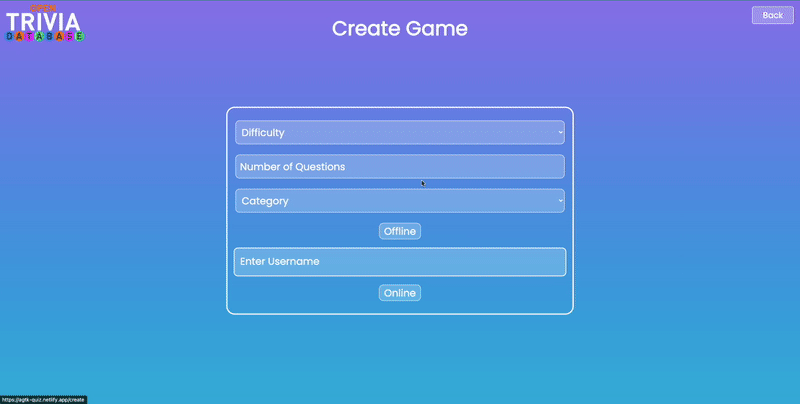 OPEN
TRIVIA
DATABASE
Create Game
Back
Difficulty
Number of Questions
Category
Offline
Enter Username
Online
https://agtk-quiz.netlify.app/create